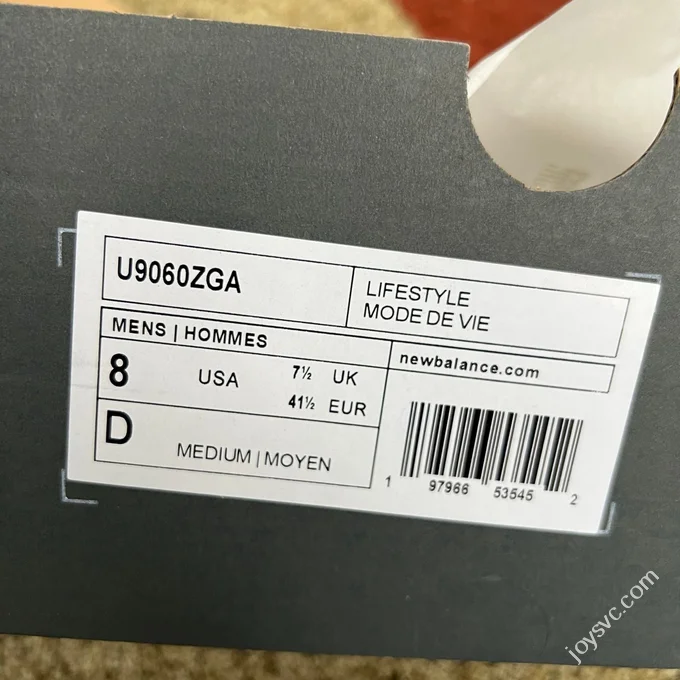 U9060ZGA
LIFESTYLE
MODE DE VIE
MENS | HOMMES
8 USA 7½ UK
41½ EUR
D MEDIUM | MOYEN
newbalance.com
1 97966 53545 2
joysvc.com